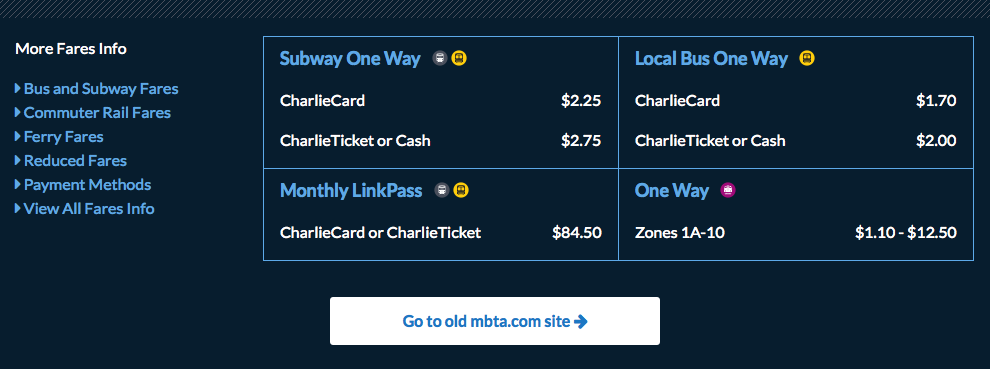 More Fares Info
Bus and Subway Fares
Commuter Rail Fares
Ferry Fares
Reduced Fares
Payment Methods
View All Fares Info
Subway One Way
CharlieCard $2.25
CharlieTicket or Cash $2.75
Local Bus One Way
CharlieCard $1.70
CharlieTicket or Cash $2.00
Monthly LinkPass
CharlieCard or CharlieTicket $84.50
One Way
Zones 1A-10 $1.10 - $12.50
Go to old mbta.com site